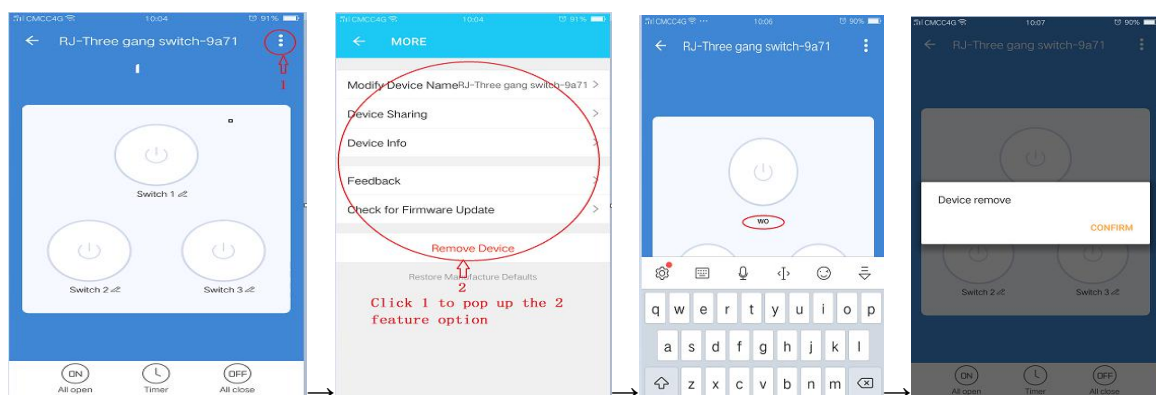 CMCC4G 10:04 91%
RJ-Three gang switch-9a71
1
Switch 1
Switch 2 Switch 3
ON OFF
All open Timer All close
CMCC4G 10:04 91%
MORE
Modify Device Name RJ-Three gang switch-9a71 >
Device Sharing >
Device Info >
Feedback >
Check for Firmware Update >
Remove Device
Restore Manufacture Defaults
2
Click 1 to pop up the 2
feature option
CMCC4G ··· 10:06 90%
RJ-Three gang switch-9a71
WO
q w e r t y u i o p
a s d f g h j k l
z x c v b n m
CMCC4G 10:07 90%
RJ-Three gang switch-9a71
Device remove
CONFIRM
Switch 2 Switch 3
ON OFF
All open Timer All close